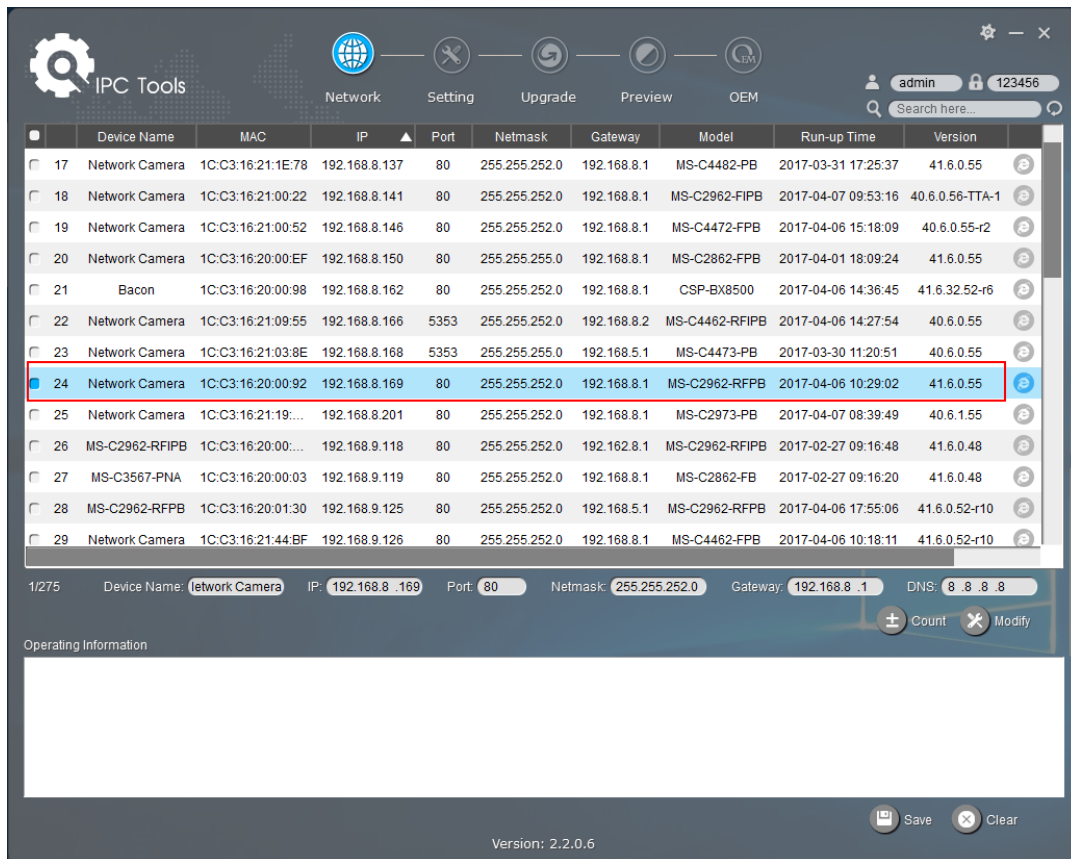 IPC Tools
Network Setting Upgrade Preview OEM
admin 123456
Search here...
Device Name MAC IP Port Netmask Gateway Model Run-up Time Version
17 Network Camera 1C:C3:16:21:1E:78 192.168.8.137 80 255.255.252.0 192.168.8.1 MS-C4482-PB 2017-03-31 17:25:37 41.6.0.55
18 Network Camera 1C:C3:16:21:00:22 192.168.8.141 80 255.255.252.0 192.168.8.1 MS-C2962-FIPB 2017-04-07 09:53:16 40.6.0.56-TTA-1
19 Network Camera 1C:C3:16:21:00:52 192.168.8.146 80 255.255.252.0 192.168.8.1 MS-C4472-FPB 2017-04-06 15:18:09 40.6.0.55-r2
20 Network Camera 1C:C3:16:20:00:EF 192.168.8.150 80 255.255.255.0 192.168.8.1 MS-C2862-FPB 2017-04-01 18:09:24 41.6.0.55
21 Bacon 1C:C3:16:20:00:98 192.168.8.162 80 255.255.252.0 192.168.8.1 CSP-BX8500 2017-04-06 14:36:45 41.6.32.52-r6
22 Network Camera 1C:C3:16:21:09:55 192.168.8.166 5353 255.255.252.0 192.168.8.2 MS-C4462-RFIPB 2017-04-06 14:27:54 40.6.0.55
23 Network Camera 1C:C3:16:21:03:8E 192.168.8.168 5353 255.255.255.0 192.168.5.1 MS-C4473-PB 2017-03-30 11:20:51 40.6.0.55
24 Network Camera 1C:C3:16:20:00:92 192.168.8.169 80 255.255.252.0 192.168.8.1 MS-C2962-RFPB 2017-04-06 10:29:02 41.6.0.55
25 Network Camera 1C:C3:16:21:19:... 192.168.8.201 80 255.255.252.0 192.168.8.1 MS-C2973-PB 2017-04-07 08:39:49 40.6.1.55
26 MS-C2962-RFIPB 1C:C3:16:20:00:... 192.168.9.118 80 255.255.252.0 192.162.8.1 MS-C2962-RFIPB 2017-02-27 09:16:48 41.6.0.48
27 MS-C3567-PNA 1C:C3:16:20:00:03 192.168.9.119 80 255.255.252.0 192.168.8.1 MS-C2862-FB 2017-02-27 09:16:20 41.6.0.48
28 MS-C2962-RFPB 1C:C3:16:20:01:30 192.168.9.125 80 255.255.252.0 192.168.5.1 MS-C2962-RFPB 2017-04-06 17:55:06 41.6.0.52-r10
29 Network Camera 1C:C3:16:21:44:BF 192.168.9.126 80 255.255.252.0 192.168.8.1 MS-C4462-FPB 2017-04-06 10:18:11 41.6.0.52-r10
1/275 Device Name: letwork Camera IP: 192.168.8 .169 Port: 80 Netmask: 255.255.252.0 Gateway: 192.168.8 .1 DNS: 8 .8 .8 .8
Count Modify
Operating Information
Save Clear
Version: 2.2.0.6